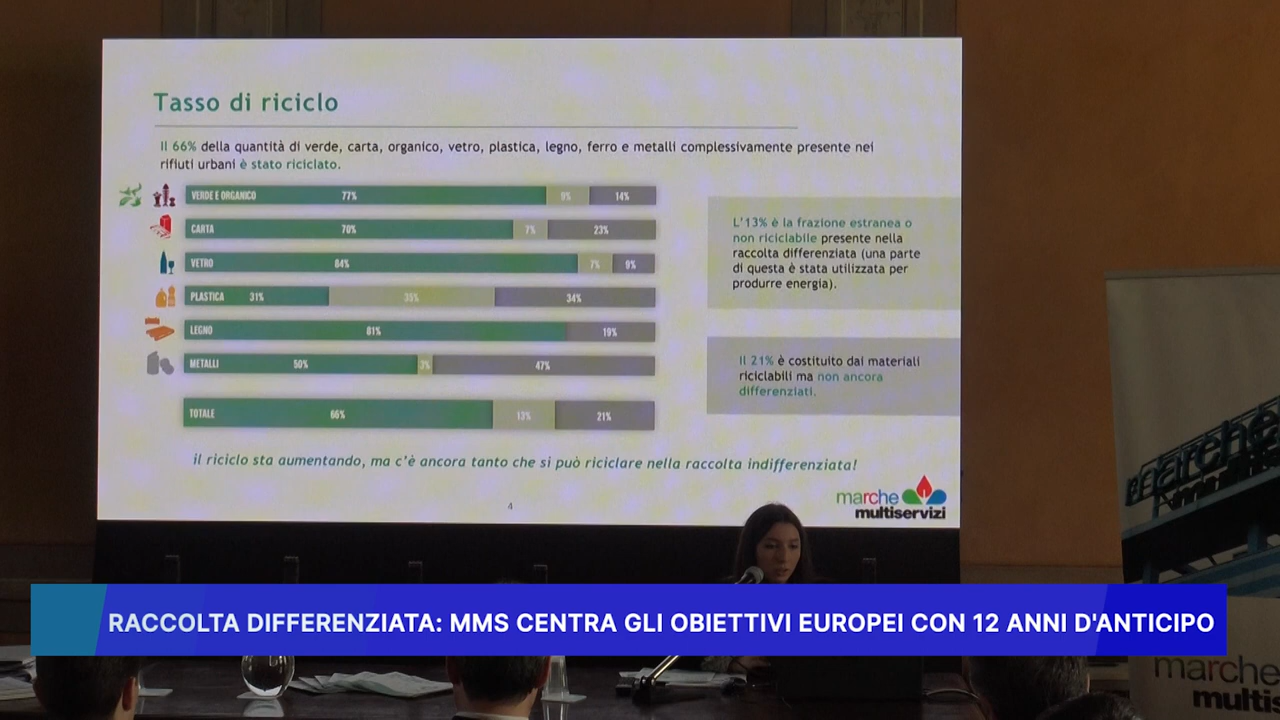 Tasso di riciclo
Il 66% della quantità di verde, carta, organico, vetro, plastica, legno, ferro e metalli complessivamente presente nei
rifiuti urbani è stato riciclato.
VERDE E ORGANICO 77% 9% 14%
CARTA 70% 7% 23%
VETRO 84% 7% 9%
PLASTICA 31% 35% 34%
LEGNO 81% 19%
METALLI 50% 3% 47%
TOTALE 66% 13% 21%
L'13% è la frazione estranea o
non riciclabile presente nella
raccolta differenziata (una parte
di questa è stata utilizzata per
produrre energia).
Il 21% è costituito dai materiali
riciclabili ma non ancora
differenziati.
il riciclo sta aumentando, ma c'è ancora tanto che si può riciclare nella raccolta indifferenziata!
4
marche
multiservizi
marche
RACCOLTA DIFFERENZIATA: MMS CENTRA GLI OBIETTIVI EUROPEI CON 12 ANNI D'ANTICIPO
marche
multis